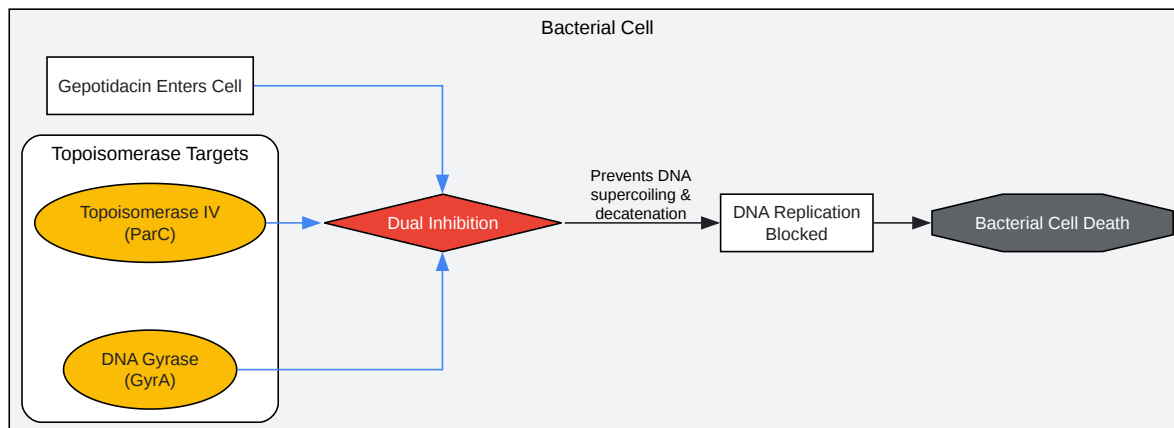 Bacterial Cell
Gepotidacin Enters Cell
Topoisomerase Targets
Topoisomerase IV
(ParC)
DNA Gyrase
(GyrA)
Dual Inhibition
Prevents DNA
supercoiling &
decatenation
DNA Replication
Blocked
Bacterial Cell Death